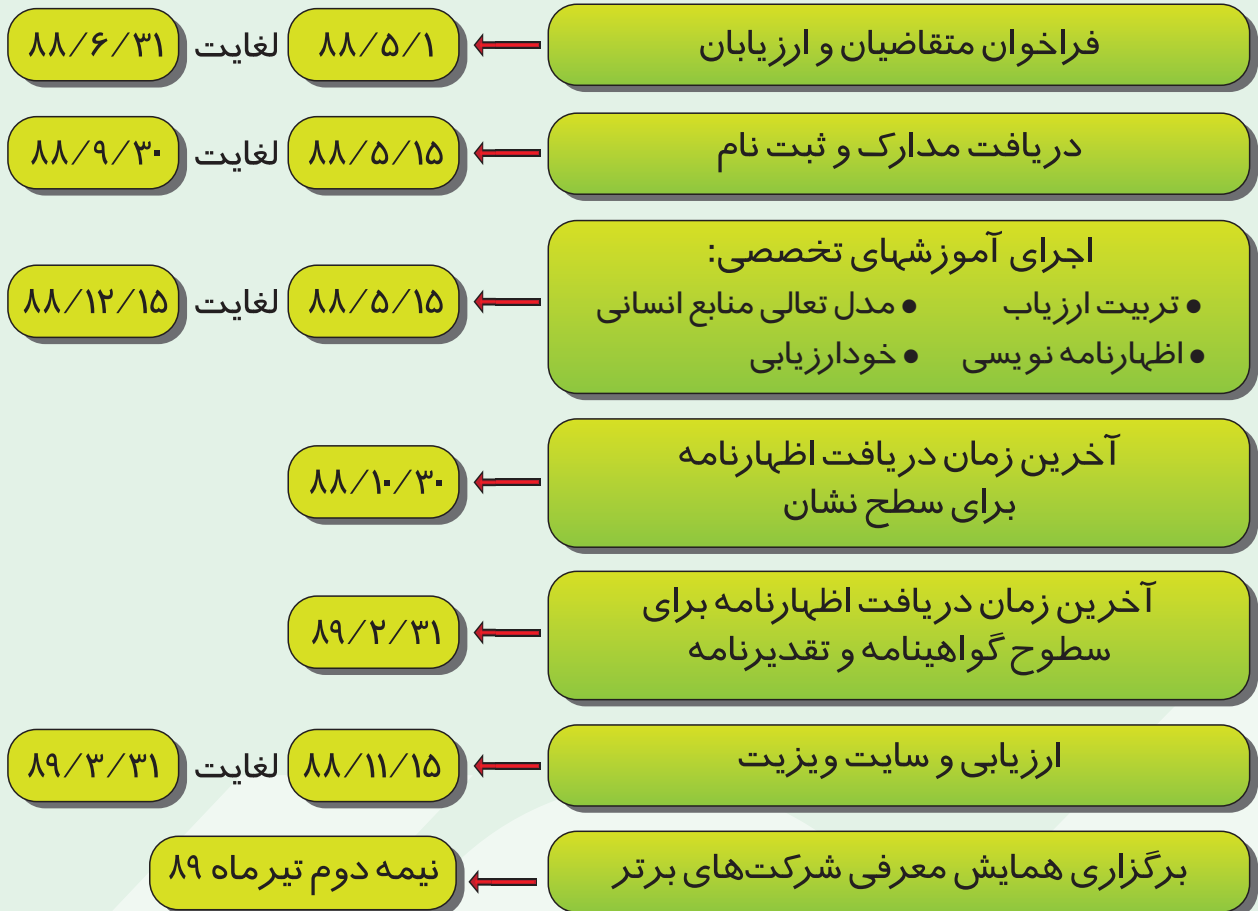 فراخوان متقاضیان و ارزیابان ۸۸/۵/۱ لغایت ۸۸/۶/۳۱
دریافت مدارک و ثبت نام ۸۸/۵/۱۵ لغایت ۸۸/۹/۳۰
اجرای آموزشهای تخصصی:
• تربیت ارزیاب • مدل تعالی منابع انسانی
• اظهارنامه نویسی • خودارزیابی
۸۸/۵/۱۵ لغایت ۸۸/۱۲/۱۵
آخرین زمان دریافت اظهارنامه
برای سطح نشان
۸۸/۱۰/۳۰
آخرین زمان دریافت اظهارنامه برای
سطوح گواهینامه و تقدیرنامه
۸۹/۲/۳۱
ارزیابی و سایت ویزیت ۸۸/۱۱/۱۵ لغایت ۸۹/۳/۳۱
برگزاری همایش معرفی شرکت‌های برتر نیمه دوم تیرماه ۸۹